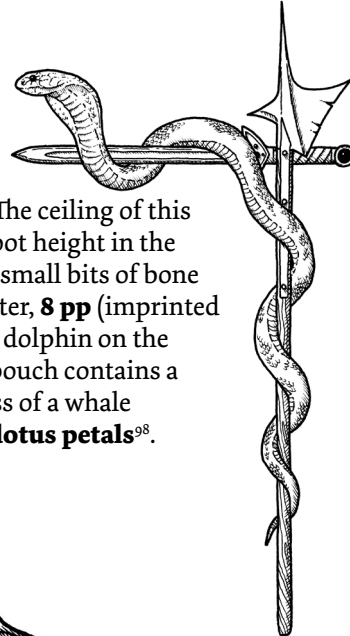 The ceiling of this
oot height in the
small bits of bone
ter, 8 pp (imprinted
dolphin on the
pouch contains a
ss of a whale
lotus petals⁹⁸.